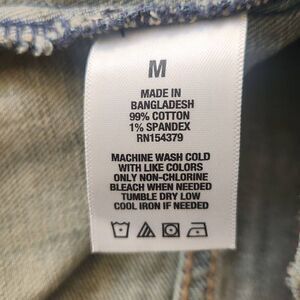 M
MADE IN
BANGLADESH
99% COTTON
1% SPANDEX
RN154379
MACHINE WASH COLD
WITH LIKE COLORS
ONLY NON-CHLORINE
BLEACH WHEN NEEDED
TUMBLE DRY LOW
COOL IRON IF NEEDED